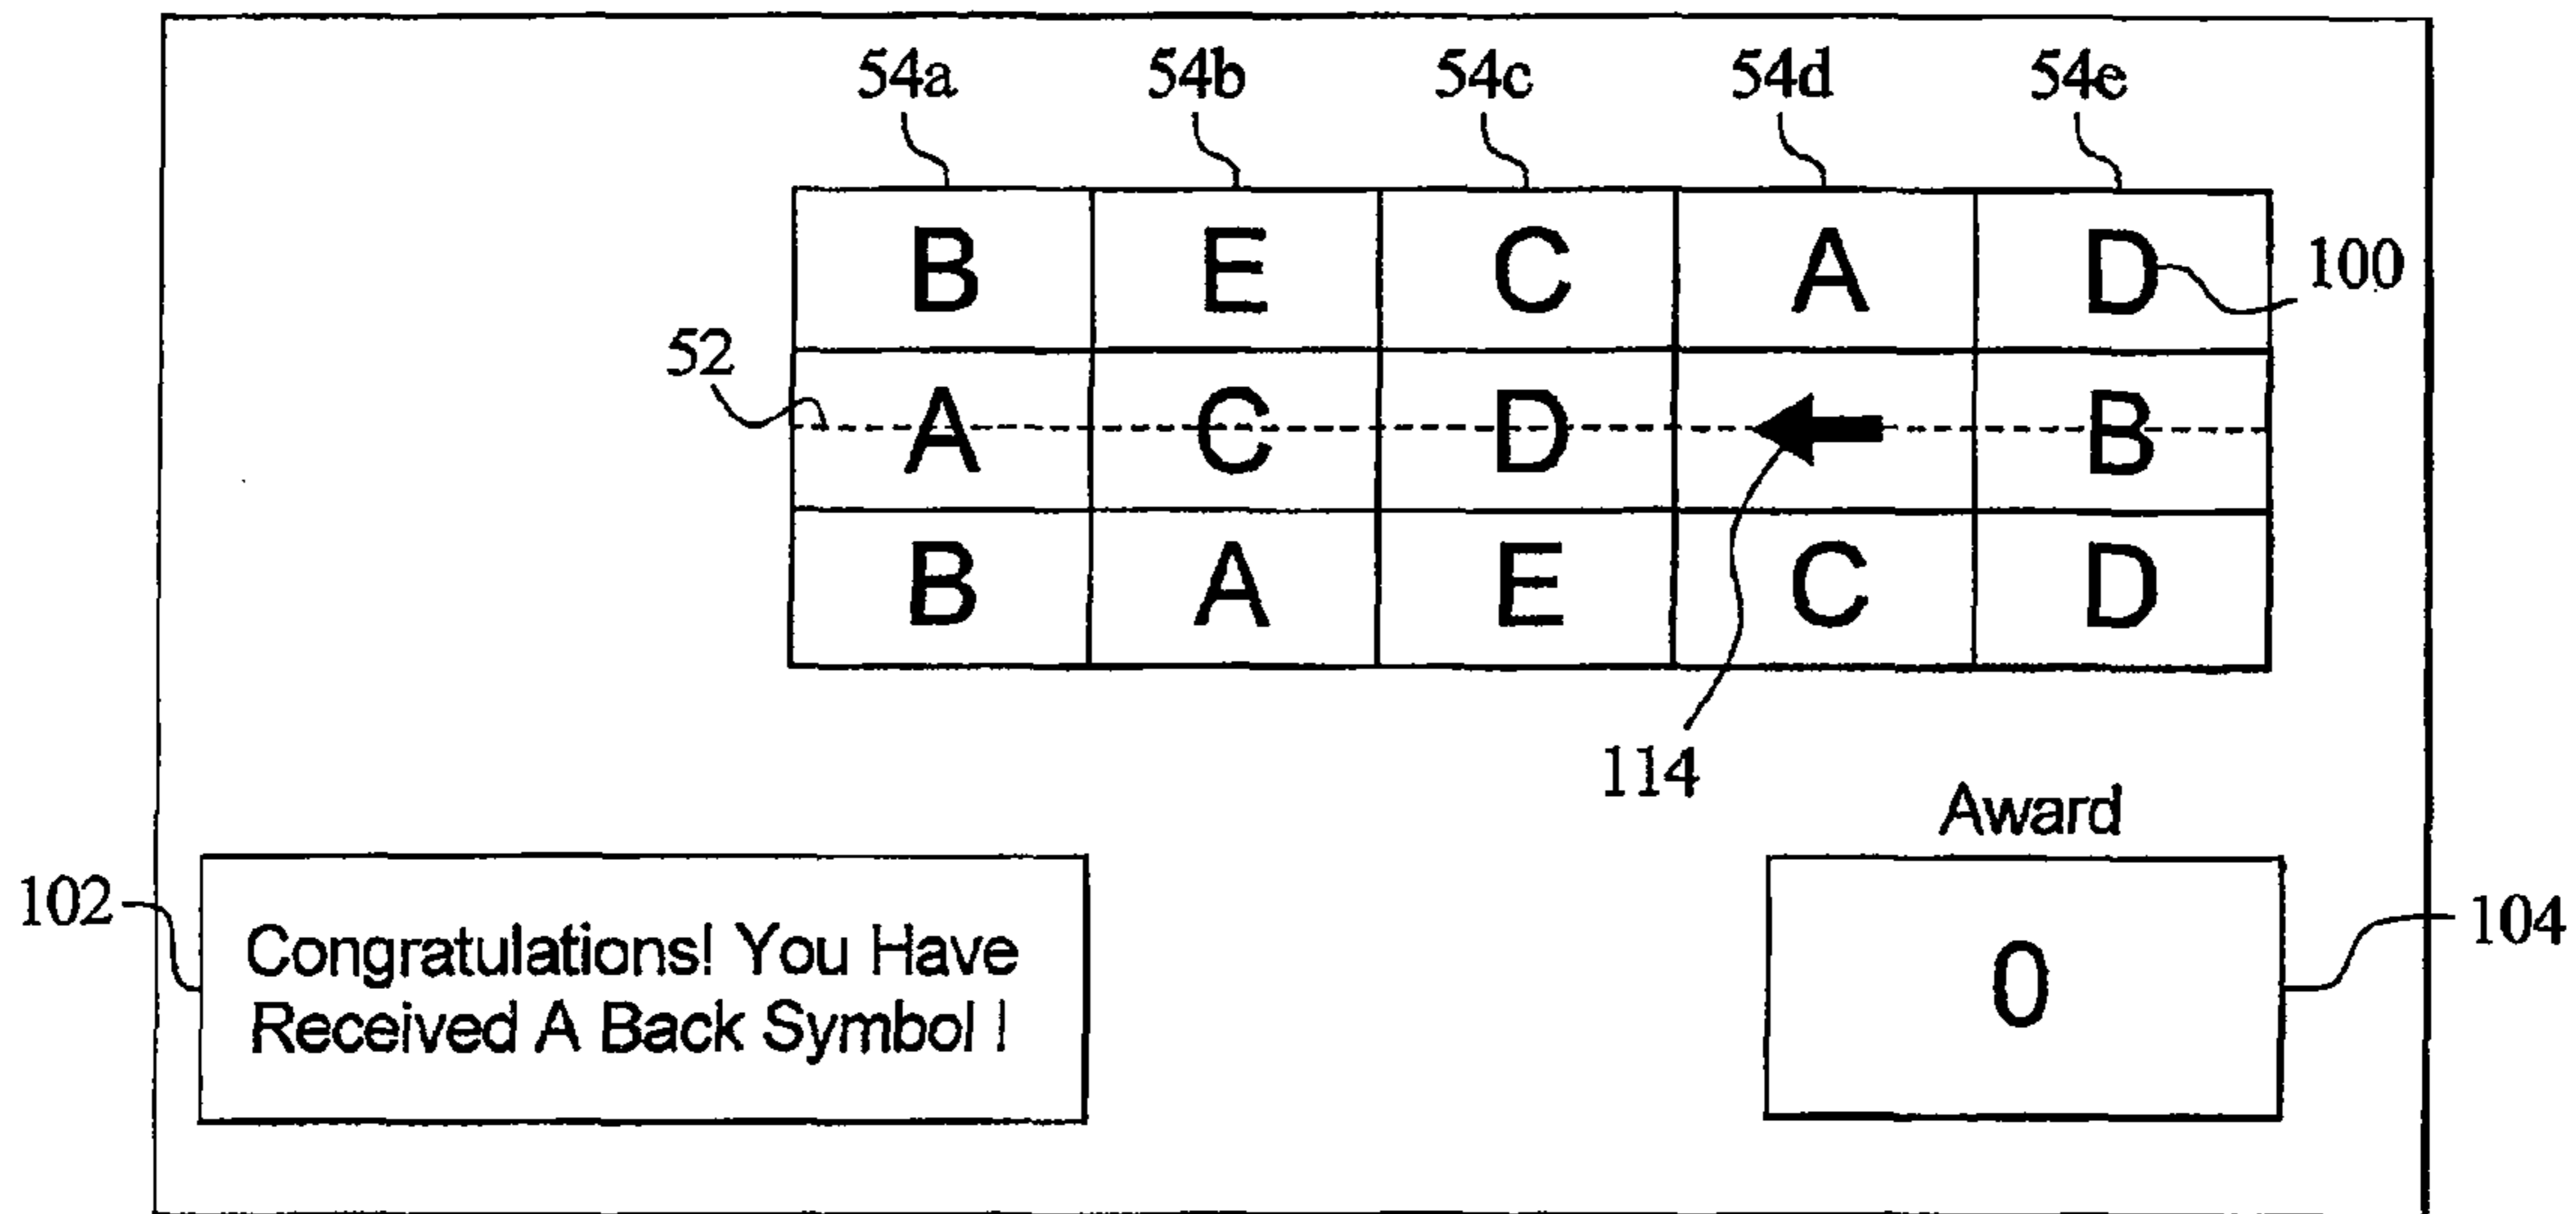 54a 54b 54c 54d 54e
B E C A D 100
52
A C D B
B A E C D
114
Award
102
Congratulations! You Have
Received A Back Symbol !
0
104